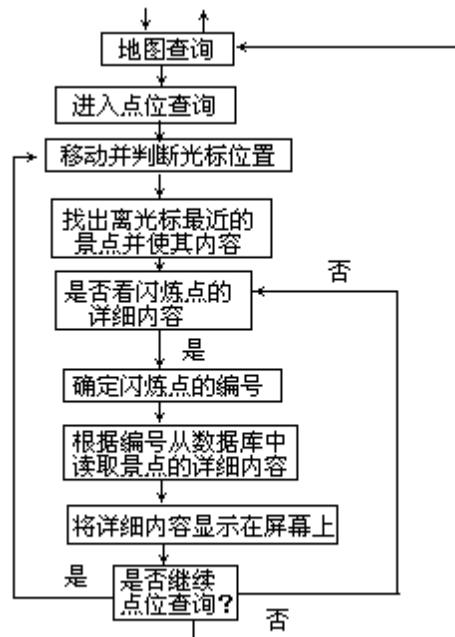 地图查询
进入点位查询
移动并判断光标位置
找出离光标最近的
景点并使其内容
是否看闪炼点的
详细内容
否
是
确定闪炼点的编号
根据编号从数据库中
读取景点的详细内容
将详细内容显示在屏幕上
是
是否继续
点位查询？
否